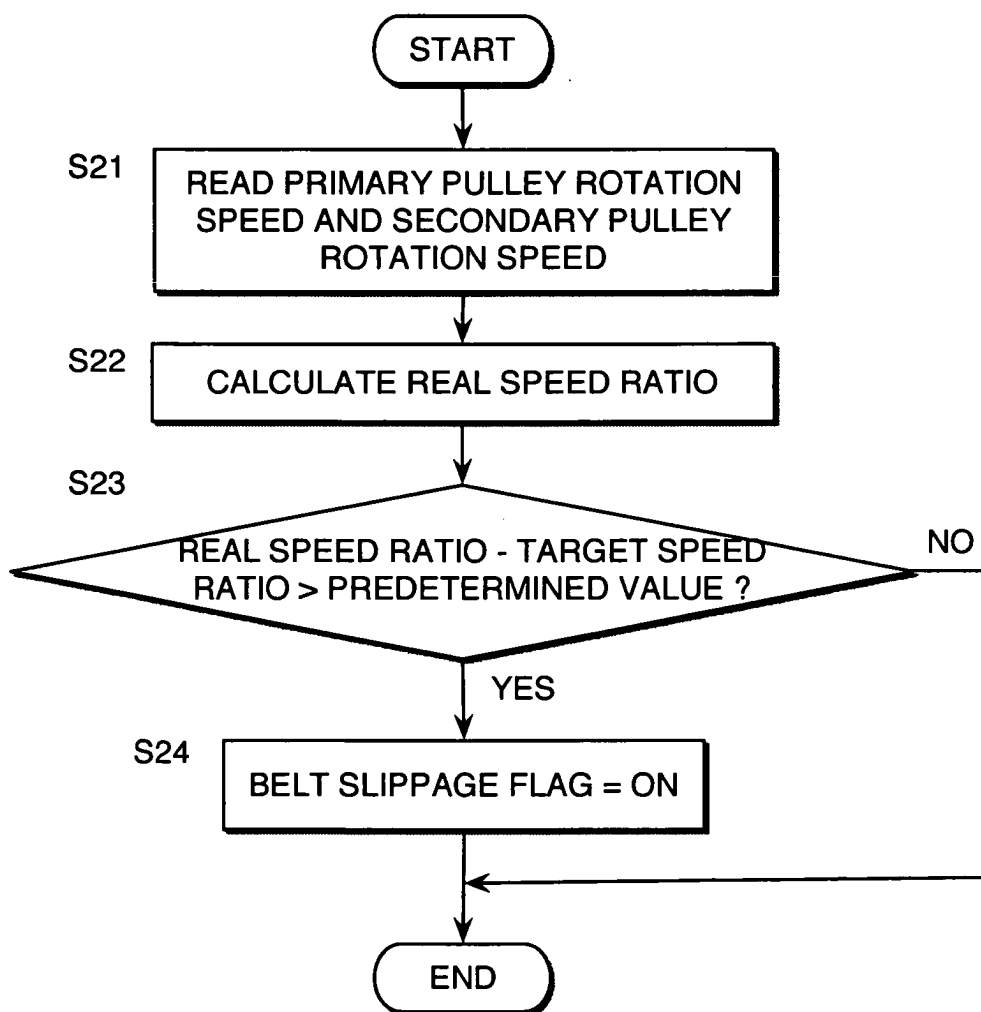 START
S21
READ PRIMARY PULLEY ROTATION
SPEED AND SECONDARY PULLEY
ROTATION SPEED
S22
CALCULATE REAL SPEED RATIO
S23
REAL SPEED RATIO - TARGET SPEED
RATIO > PREDETERMINED VALUE ?
NO
YES
S24
BELT SLIPPAGE FLAG = ON
END